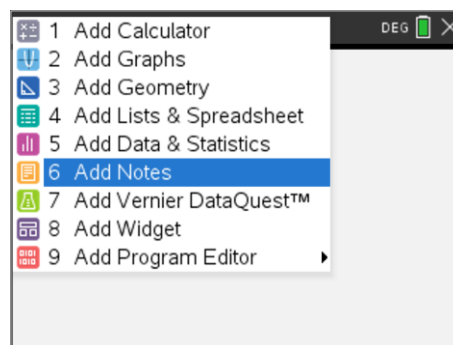 1 Add Calculator
DEG
2 Add Graphs
3 Add Geometry
4 Add Lists & Spreadsheet
5 Add Data & Statistics
6 Add Notes
7 Add Vernier DataQuest™
8 Add Widget
9 Add Program Editor